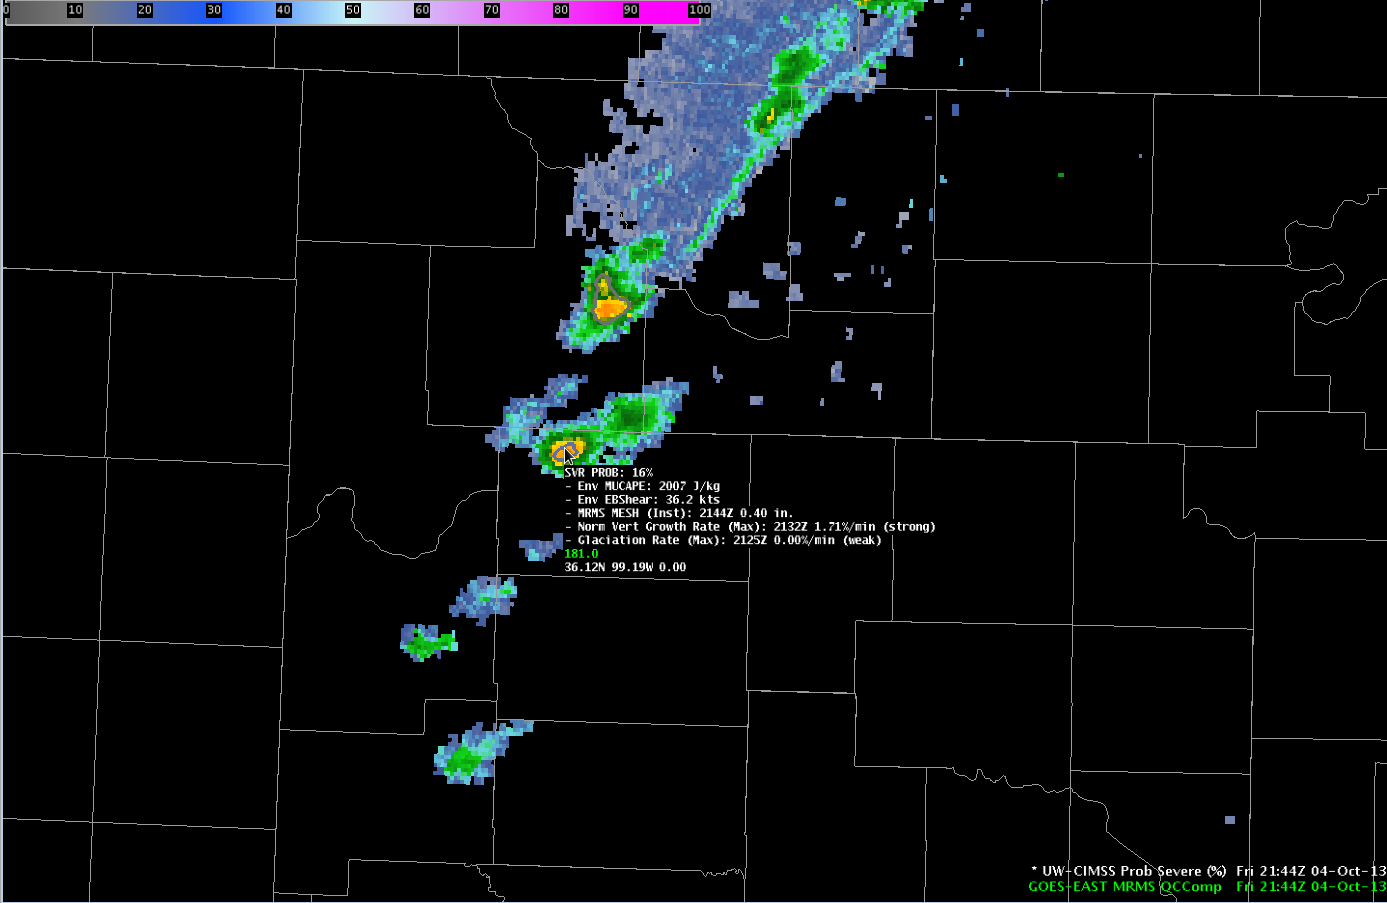 0 10 20 30 40 50 60 70 80 90 100
SVR PROB: 16%
- Env MUCAPE: 2007 J/kg
- Env EBShear: 36.2 kts
- MRMS MESH (Inst): 2144Z 0.40 in.
- Norm Vert Growth Rate (Max): 2132Z 1.71%/min (strong)
- Glaciation Rate (Max): 2125Z 0.00%/min (weak)
181.0
36.12N 99.19W 0.00
* UW-CIMSS Prob Severe (%) Fri 21:44Z 04-Oct-13
GOES-EAST MRMS QCComp Fri 21:44Z 04-Oct-13